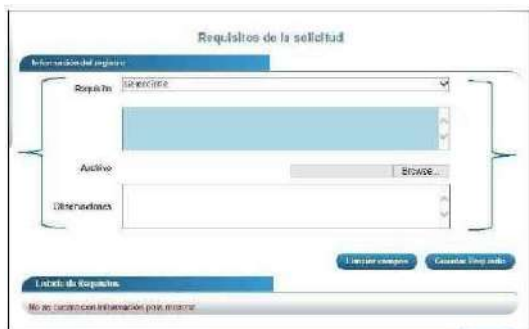 Requisitos de la solicitud
Información del registro
Requisito
Seleccione
Archivo
Browse...
Observaciones
Limpiar campos
Guardar Requisito
Listado de Requisitos
No se cuenta con información para mostrar